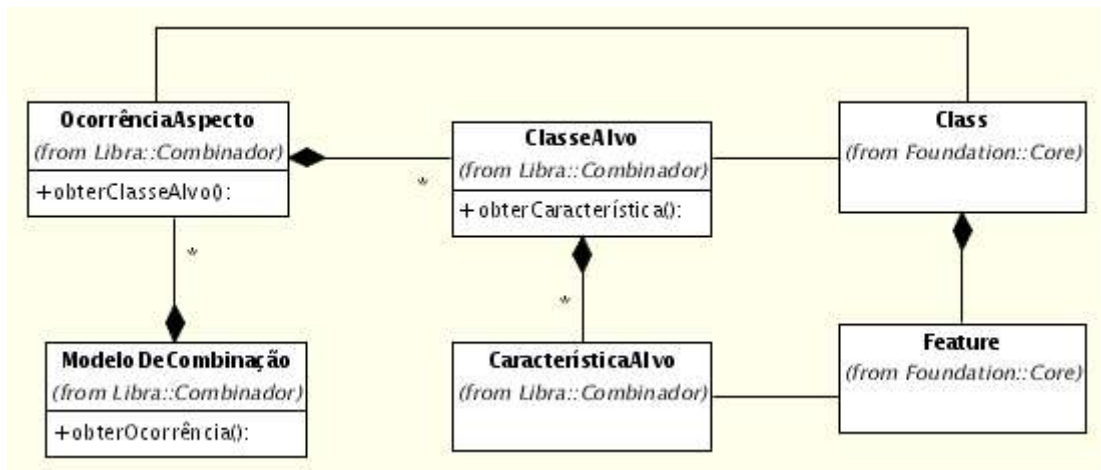 OcorrênciaAspecto
(from Libra::Combinador)
+obterClasseAlvo():
ClasseAlvo
(from Libra::Combinador)
+obterCaracterística():
Class
(from Foundation::Core)
*
*
*
ModeloDeCombinação
(from Libra::Combinador)
+obterOcorrência():
CaracterísticaAlvo
(from Libra::Combinador)
Feature
(from Foundation::Core)